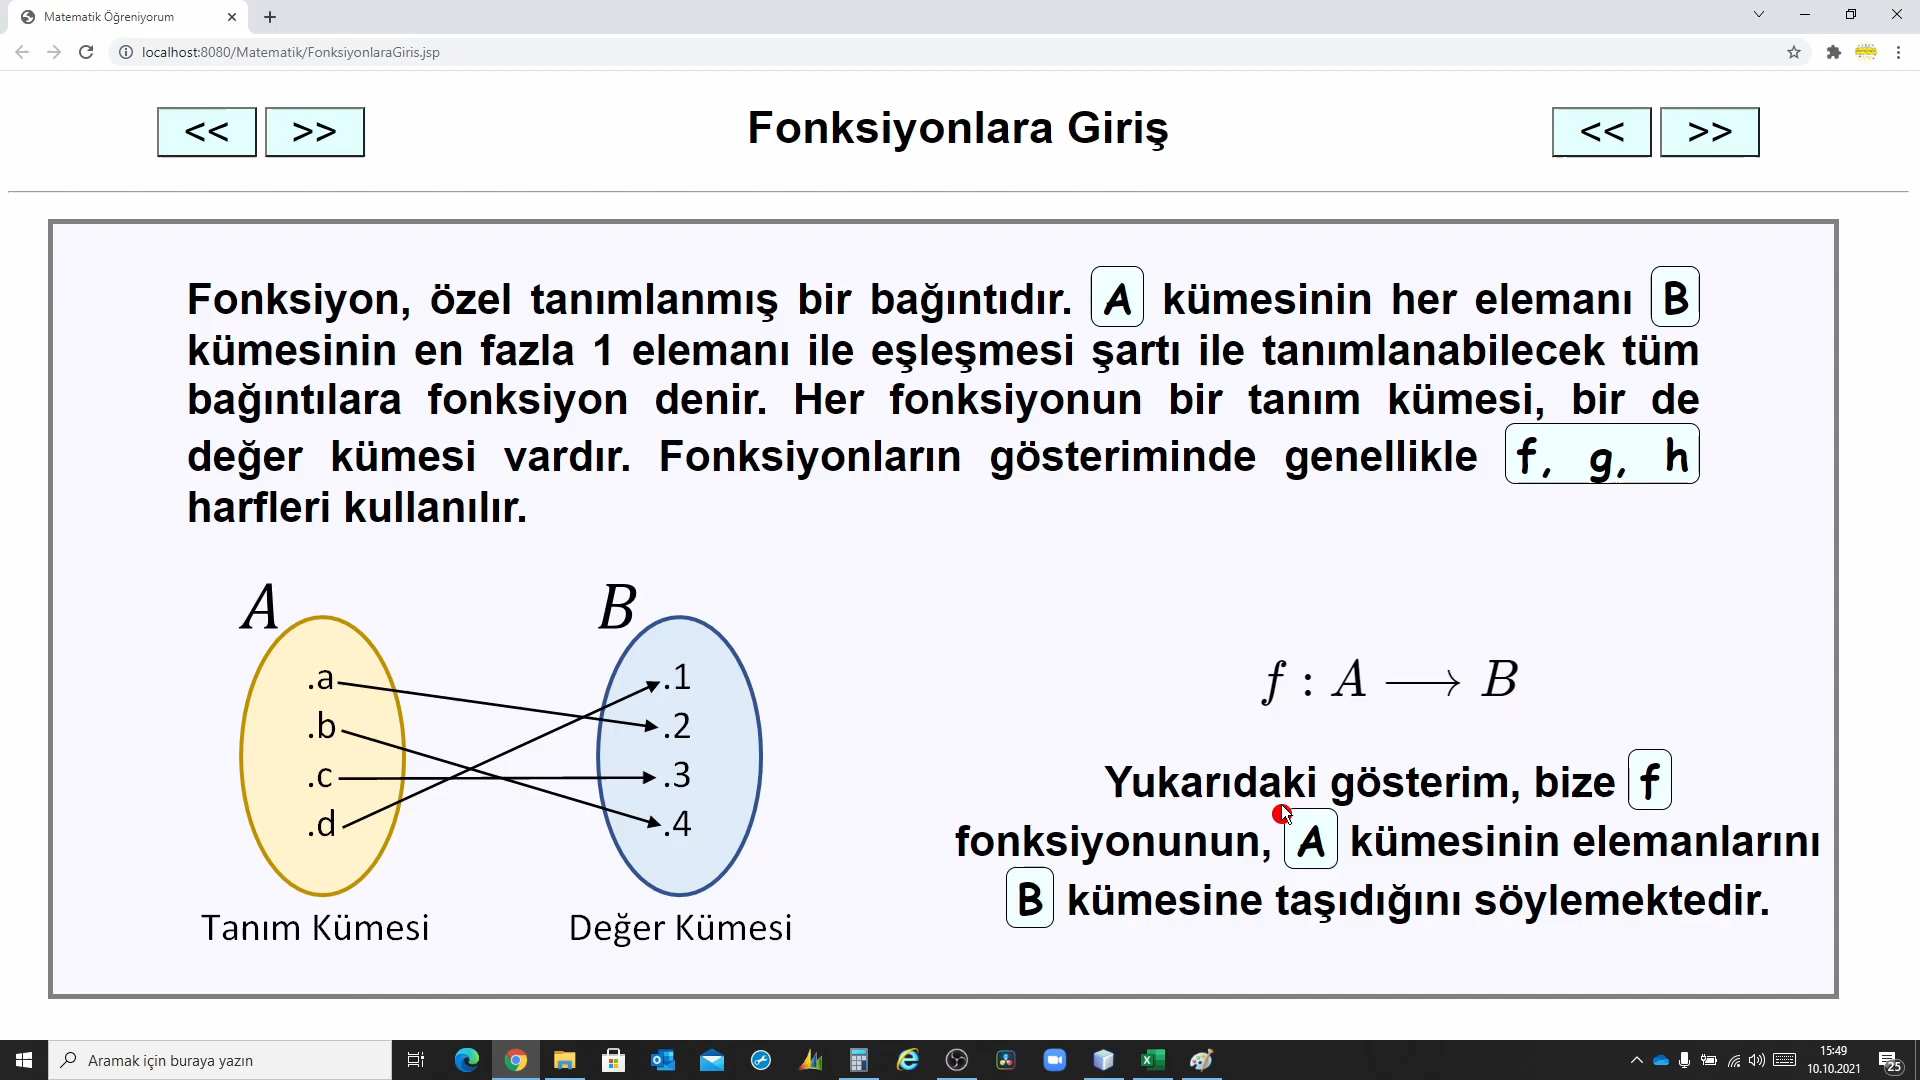 Matematik Öğreniyorum
localhost:8080/Matematik/FonksiyonlaraGiris.jsp
<< >> Fonksiyonlara Giriş << >>
Fonksiyon, özel tanımlanmış bir bağıntıdır. A kümesinin her elemanı B
kümesinin en fazla 1 elemanı ile eşleşmesi şartı ile tanımlanabilecek tüm
bağıntılara fonksiyon denir. Her fonksiyonun bir tanım kümesi, bir de
değer kümesi vardır. Fonksiyonların gösteriminde genellikle f, g, h
harfleri kullanılır.
A B
.a .1
.b .2
.c .3
.d .4
Tanım Kümesi Değer Kümesi
f : A ⟶ B
Yukarıdaki gösterim, bize f
fonksiyonunun, A kümesinin elemanlarını
B kümesine taşıdığını söylemektedir.
Aramak için buraya yazın
15:49
10.10.2021
25